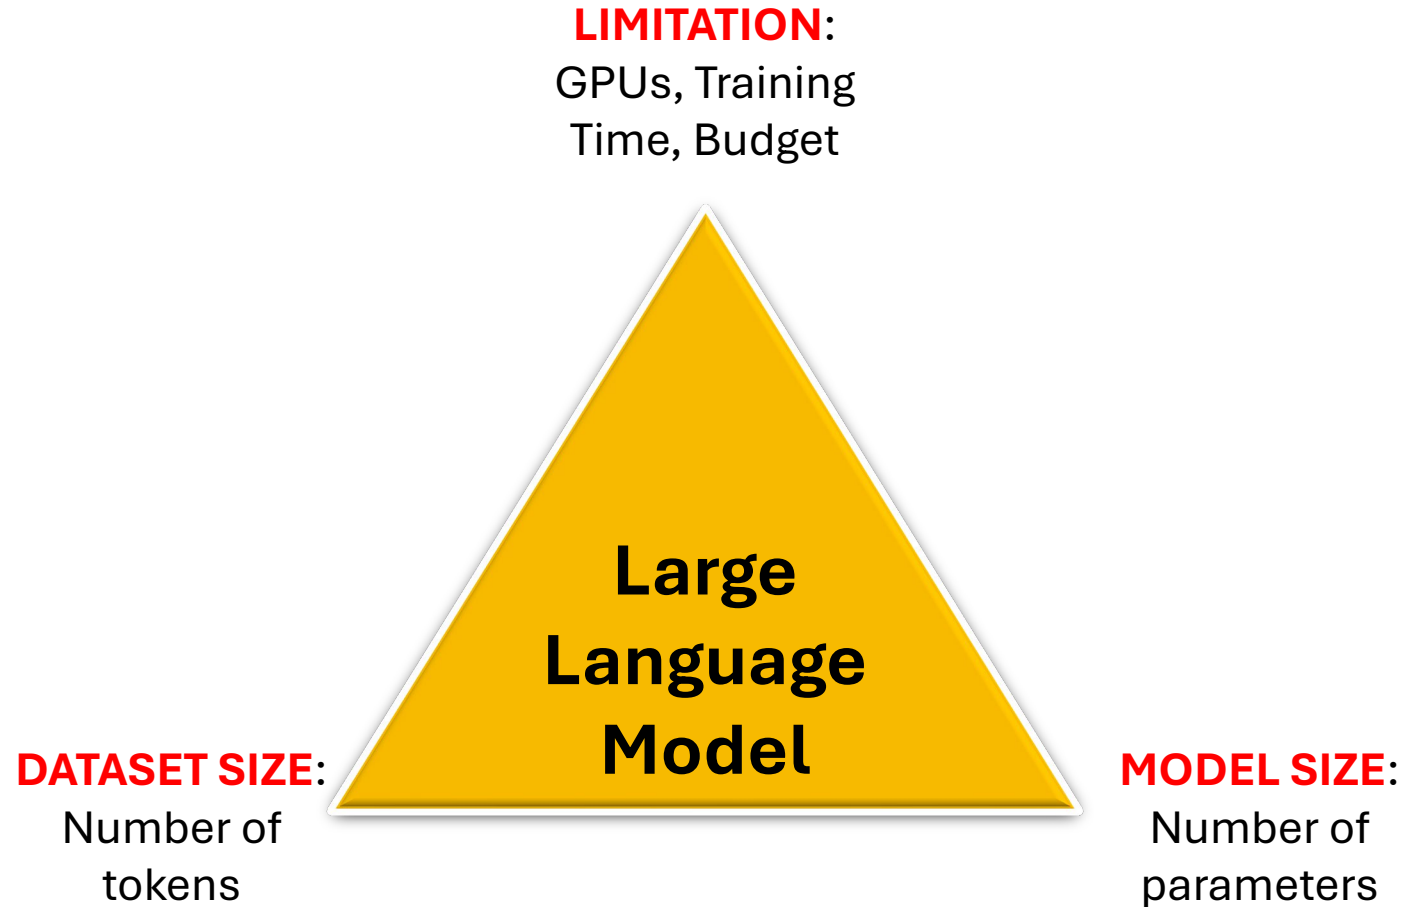 LIMITATION:
GPUs, Training
Time, Budget
Large
Language
Model
DATASET SIZE:
Number of
tokens
MODEL SIZE:
Number of
parameters